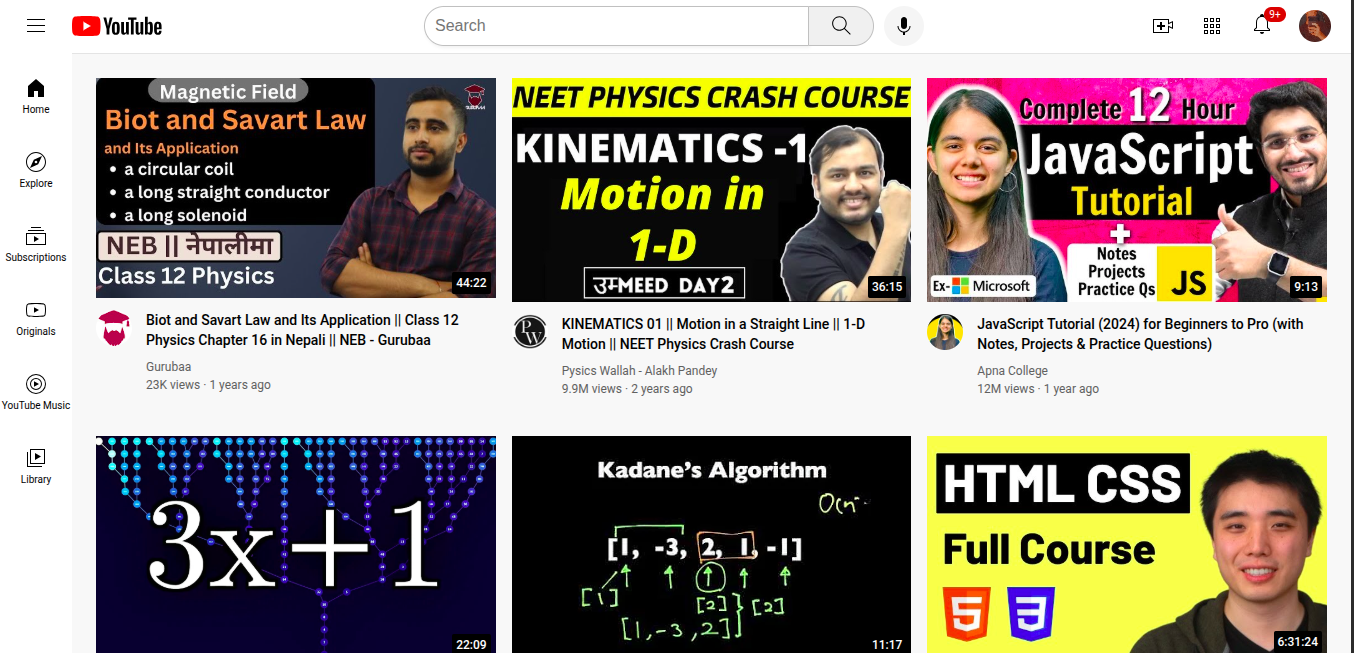 YouTube
Search
9+
Home
Explore
Subscriptions
Originals
YouTube Music
Library
Magnetic Field
Biot and Savart Law
and Its Application
• a circular coil
• a long straight conductor
• a long solenoid
NEB || नेपालीमा
Class 12 Physics
44:22
Biot and Savart Law and Its Application || Class 12
Physics Chapter 16 in Nepali || NEB - Gurubaa
Gurubaa
23K views · 1 years ago
NEET PHYSICS CRASH COURSE
KINEMATICS -1
Motion in
1-D
उम्MEED DAY2
36:15
PW
KINEMATICS 01 || Motion in a Straight Line || 1-D
Motion || NEET Physics Crash Course
Pysics Wallah - Alakh Pandey
9.9M views · 2 years ago
Complete 12 Hour
JavaScript
Tutorial
+
Notes
Projects
Practice Qs
JS
Ex- Microsoft
9:13
JavaScript Tutorial (2024) for Beginners to Pro (with
Notes, Projects & Practice Questions)
Apna College
12M views · 1 year ago
3x+1
22:09
Kadane's Algorithm
[1, -3, 2, 1, -1]
[1]
[2]
[2]
[1,-3,2]
11:17
HTML CSS
Full Course
5
3
6:31:24